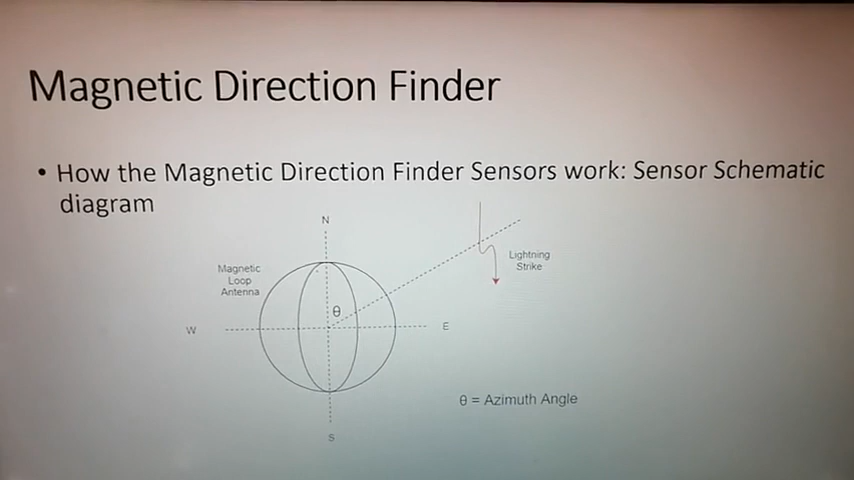 Magnetic Direction Finder
• How the Magnetic Direction Finder Sensors work: Sensor Schematic
diagram
N
Magnetic
Loop
Antenna
Lightning
Strike
θ
W
E
θ = Azimuth Angle
S